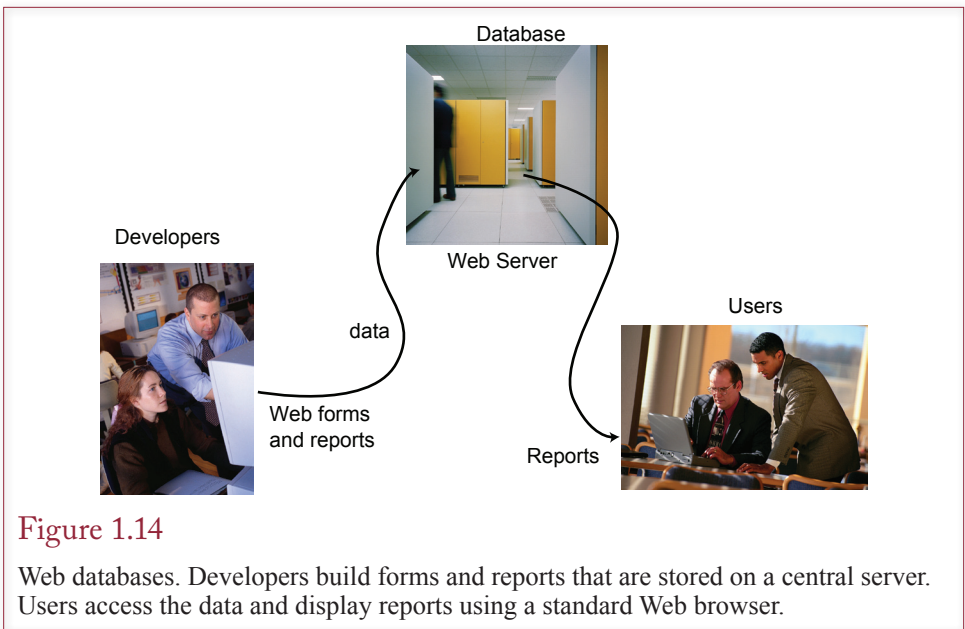 Database
Web Server
Developers
data
Web forms
and reports
Users
Reports
Figure 1.14
Web databases. Developers build forms and reports that are stored on a central server.
Users access the data and display reports using a standard Web browser.